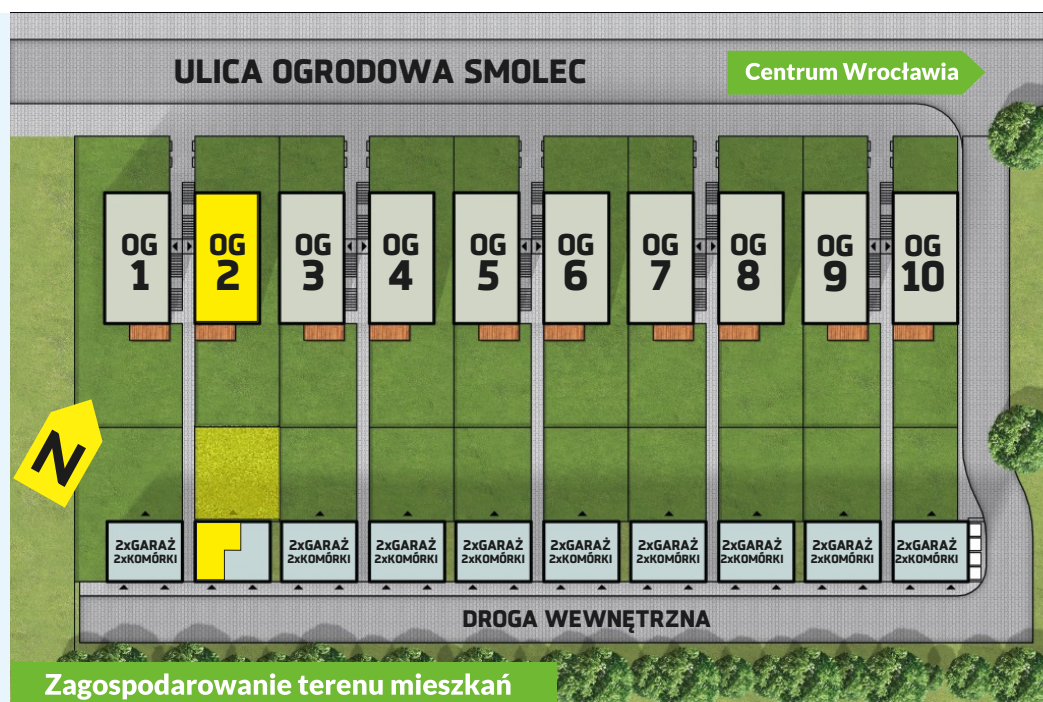 ULICA OGRODOWA SMOLEC
Centrum Wrocławia
OG
1
OG
2
OG
3
OG
4
OG
5
OG
6
OG
7
OG
8
OG
9
OG
10
N
2xGARAŻ
2xKOMÓRKI
2xGARAŻ
2xKOMÓRKI
2xGARAŻ
2xKOMÓRKI
2xGARAŻ
2xKOMÓRKI
2xGARAŻ
2xKOMÓRKI
2xGARAŻ
2xKOMÓRKI
2xGARAŻ
2xKOMÓRKI
2xGARAŻ
2xKOMÓRKI
2xGARAŻ
2xKOMÓRKI
DROGA WEWNĘTRZNA
Zagospodarowanie terenu mieszkań